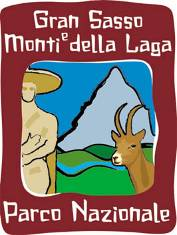 Gran Sasso
Monti e della Laga
Parco Nazionale